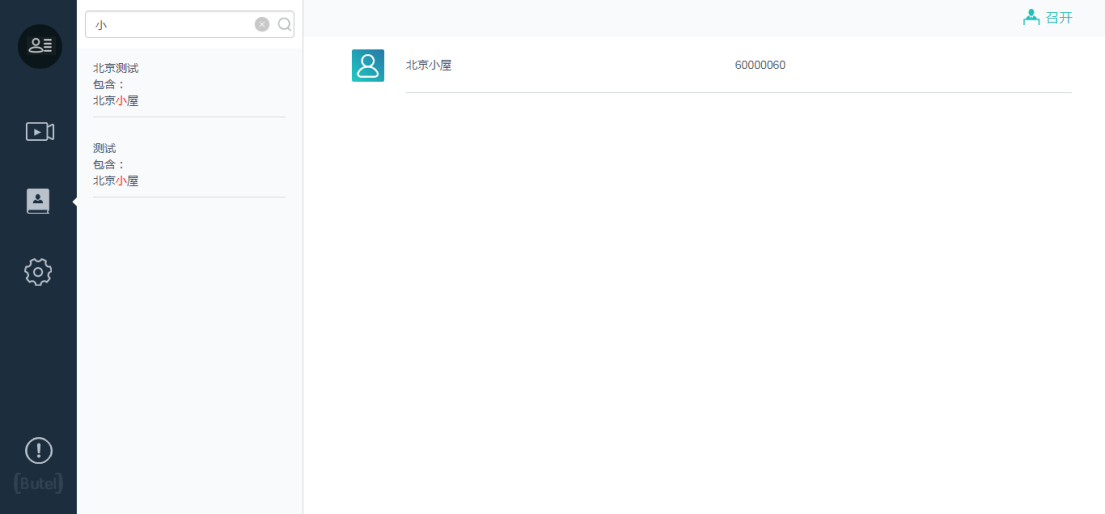 小
召开
北京测试
包含：
北京小屋
测试
包含：
北京小屋
北京小屋 60000060
Butel